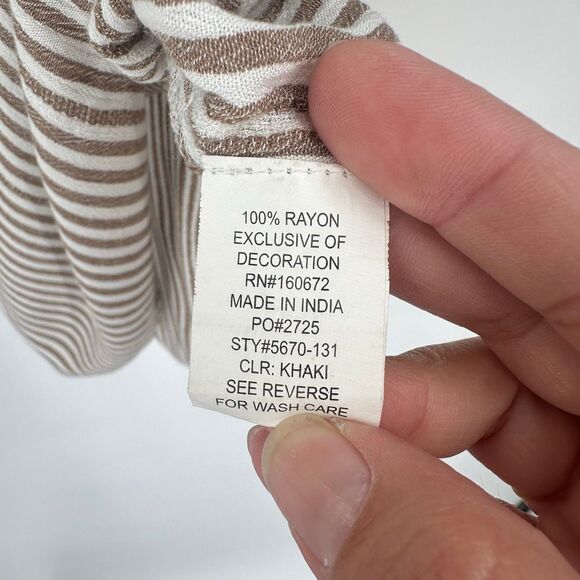 100% RAYON
EXCLUSIVE OF
DECORATION
RN#160672
MADE IN INDIA
PO#2725
STY#5670-131
CLR: KHAKI
SEE REVERSE
FOR WASH CARE